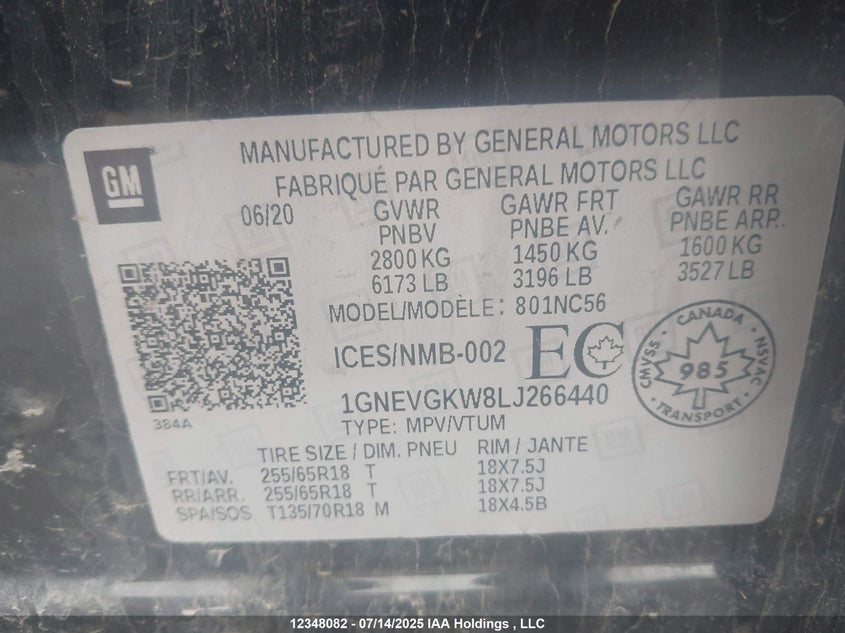 MANUFACTURED BY GENERAL MOTORS LLC
FABRIQUÉ PAR GENERAL MOTORS LLC
GM
06/20
GVWR
PNBV
2800 KG
6173 LB
GAWR FRT
PNBE AV.
1450 KG
3196 LB
GAWR RR
PNBE ARR.
1600 KG
3527 LB
MODEL/MODÈLE: 801NC56
ICES/NMB-002
EC
CANADA
CMVSS
985
NSVAC
TRANSPORT
384A
1GNEVGKW8LJ266440
TYPE: MPV/VTUM
TIRE SIZE / DIM. PNEU RIM / JANTE
FRT/AV. 255/65R18 T 18X7.5J
RR/ARR. 255/65R18 T 18X7.5J
SPA/SOS T135/70R18 M 18X4.5B
12348082 - 07/14/2025 IAA Holdings , LLC